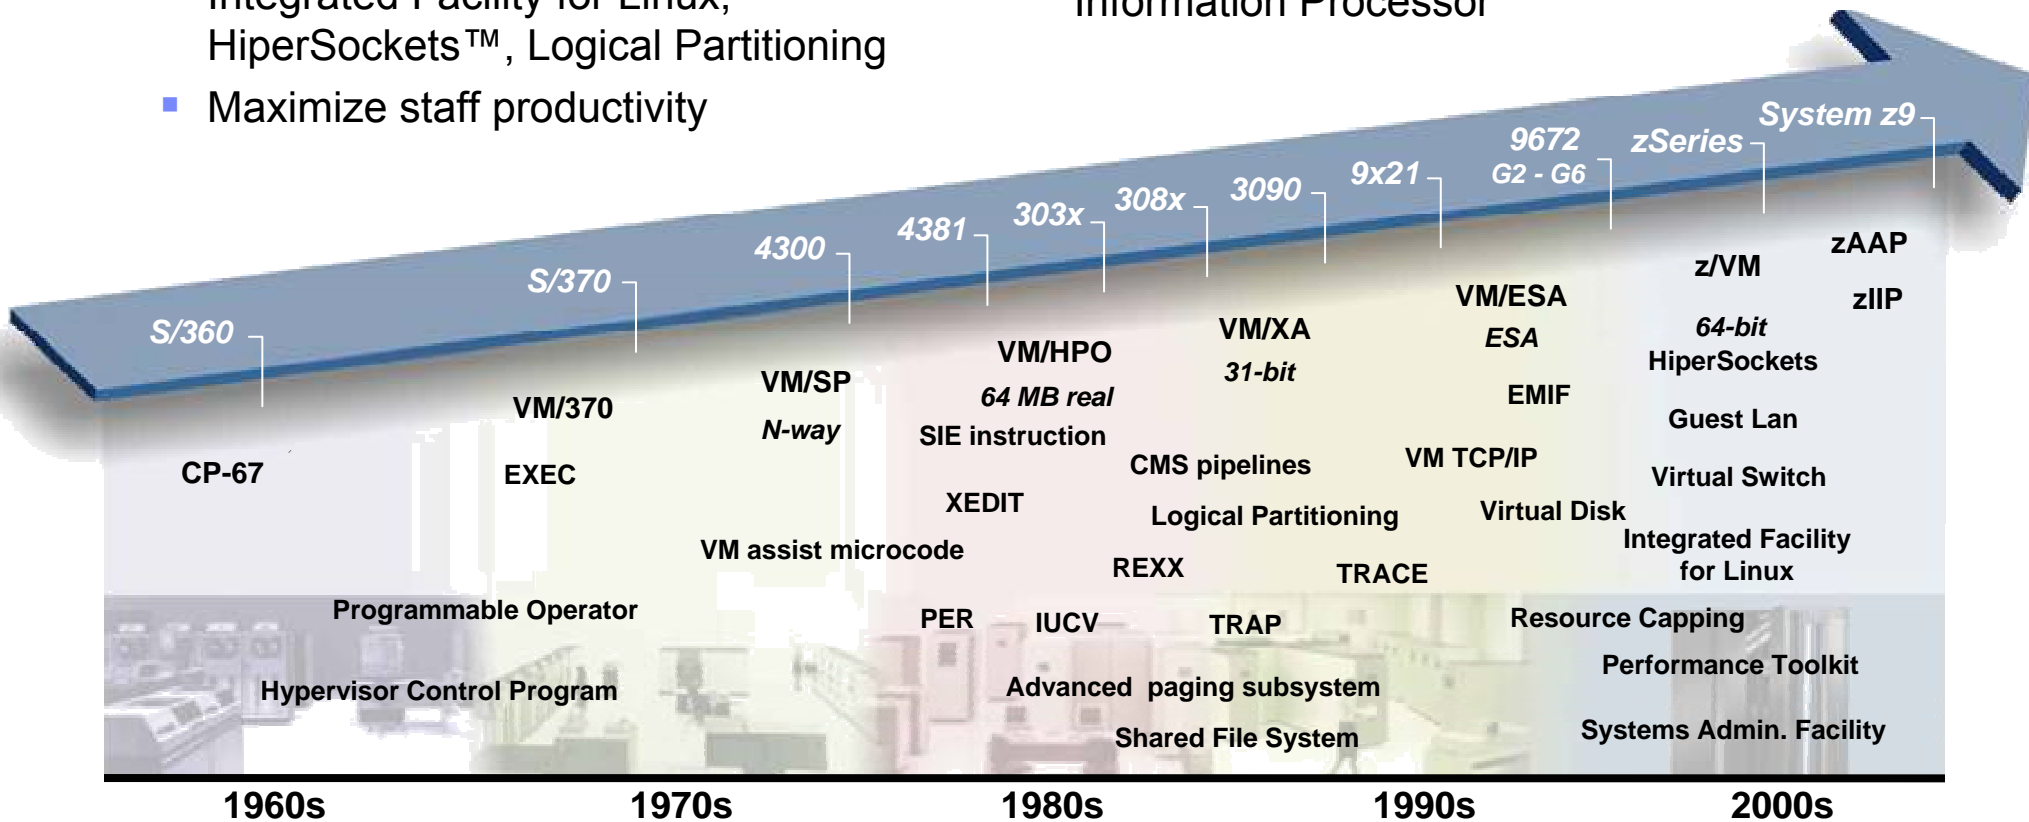 Integrated Facility for Linux,
HiperSockets™, Logical Partitioning
Maximize staff productivity
Information Processor
S/360
S/370
4300
4381
303x
308x
3090
9x21
9672
G2 - G6
zSeries
System z9
CP-67
VM/370
EXEC
Programmable Operator
Hypervisor Control Program
VM/SP
N-way
VM assist microcode
VM/HPO
64 MB real
SIE instruction
XEDIT
PER
IUCV
VM/XA
31-bit
CMS pipelines
Logical Partitioning
REXX
TRAP
Advanced paging subsystem
Shared File System
VM/ESA
ESA
EMIF
VM TCP/IP
Virtual Disk
TRACE
z/VM
64-bit
HiperSockets
Guest Lan
Virtual Switch
Integrated Facility
for Linux
Resource Capping
Performance Toolkit
Systems Admin. Facility
zAAP
zIIP
1960s
1970s
1980s
1990s
2000s